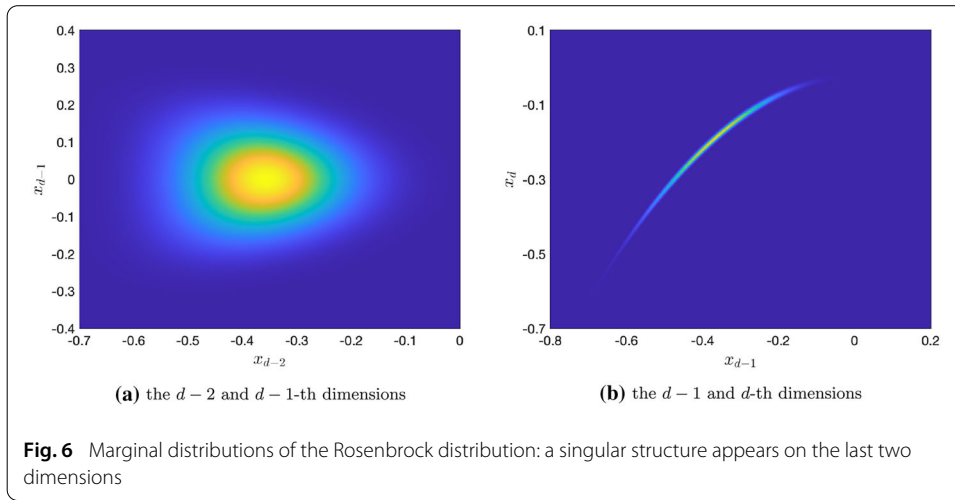 0.4
0.3
0.2
0.1
0
-0.1
-0.2
-0.3
-0.4
x_{d-1}
-0.7 -0.6 -0.5 -0.4 -0.3 -0.2 -0.1 0
x_{d-2}
(a) the d − 2 and d − 1-th dimensions
0.1
-0.1
-0.3
-0.5
-0.7
x_d
-0.8 -0.6 -0.4 -0.2 0 0.2
x_{d-1}
(b) the d − 1 and d-th dimensions
Fig. 6 Marginal distributions of the Rosenbrock distribution: a singular structure appears on the last two
dimensions